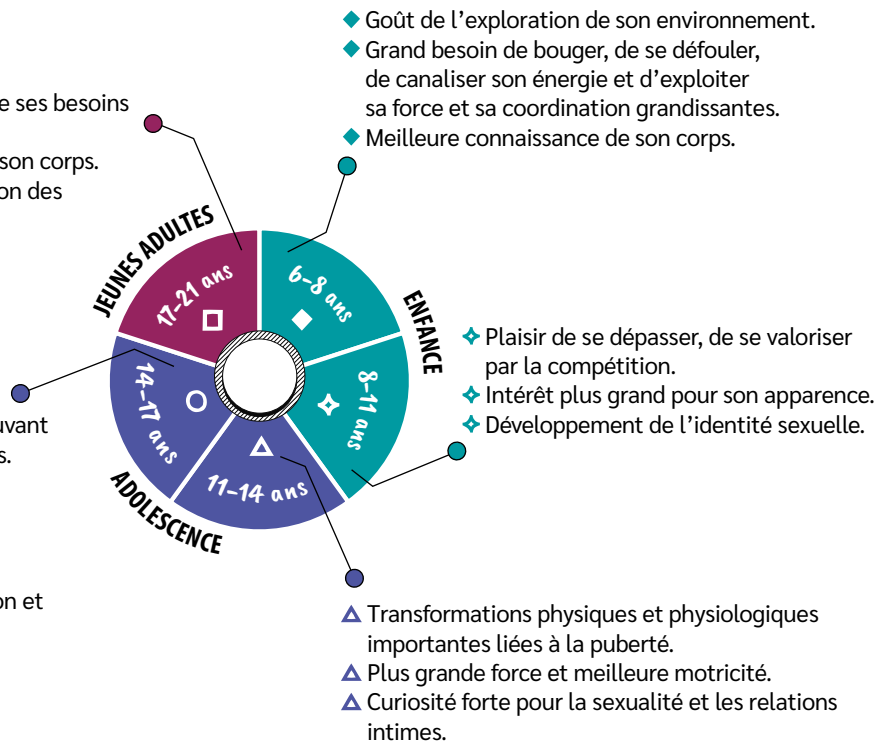 Goût de l’exploration de son environnement.
Grand besoin de bouger, de se défouler,
de canaliser son énergie et d’exploiter
sa force et sa coordination grandissantes.
Meilleure connaissance de son corps.
e ses besoins
son corps.
on des
JEUNES ADULTES
17-21 ans
6-8 ans
ENFANCE
8-11 ans
Plaisir de se dépasser, de se valoriser
par la compétition.
Intérêt plus grand pour son apparence.
Développement de l’identité sexuelle.
14-17 ans
11-14 ans
ADOLESCENCE
uvant
s.
on et
Transformations physiques et physiologiques
importantes liées à la puberté.
Plus grande force et meilleure motricité.
Curiosité forte pour la sexualité et les relations
intimes.